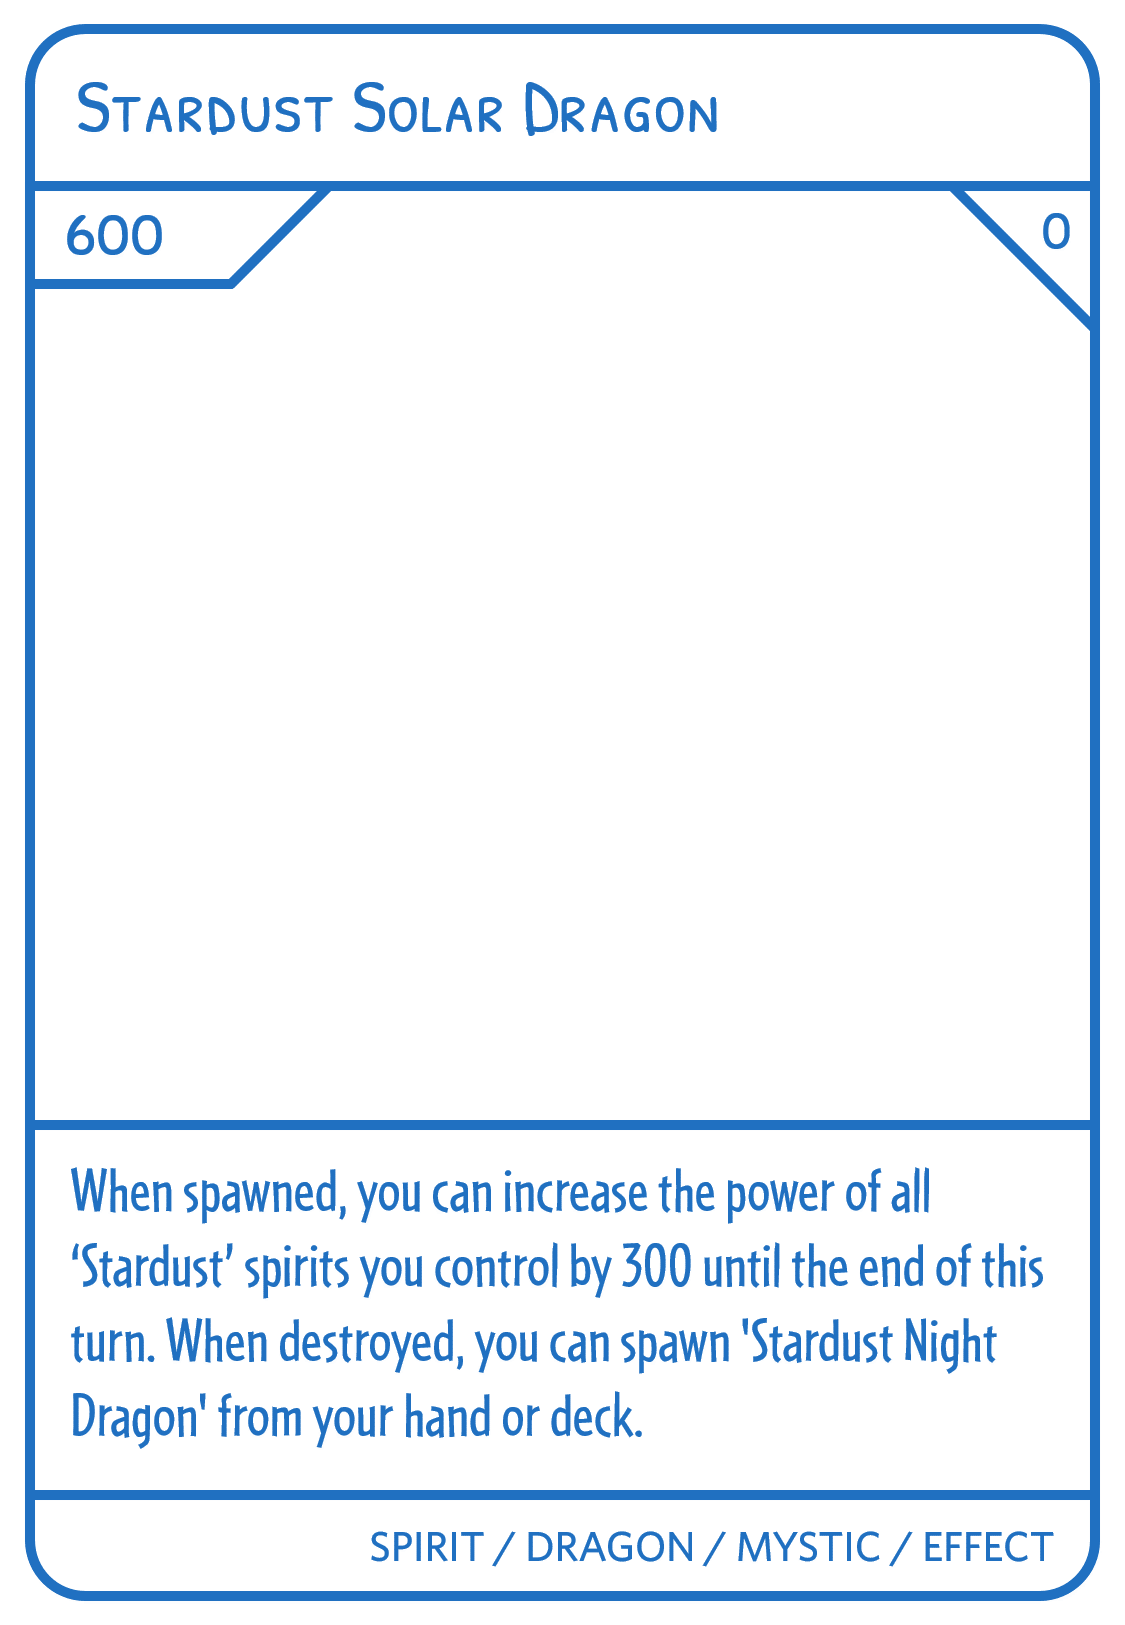 Stardust Solar Dragon
600
0
When spawned, you can increase the power of all
‘Stardust’ spirits you control by 300 until the end of this
turn. When destroyed, you can spawn 'Stardust Night
Dragon' from your hand or deck.
SPIRIT / DRAGON / MYSTIC / EFFECT